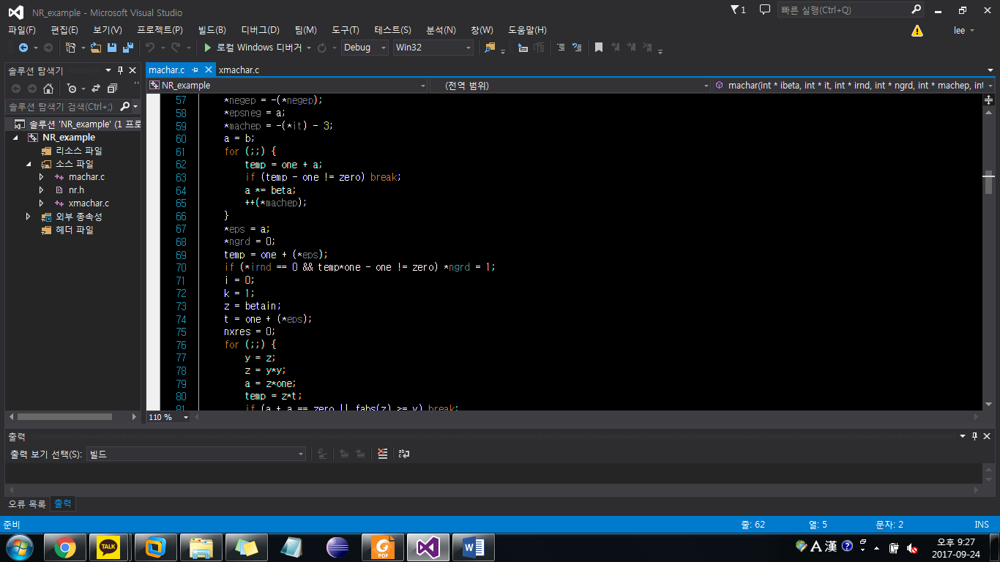 NR_example - Microsoft Visual Studio
1
빠른 실행(Ctrl+Q)
파일(F) 편집(E) 보기(V) 프로젝트(P) 빌드(B) 디버그(D) 팀(M) 도구(T) 테스트(S) 분석(N) 창(W) 도움말(H)
lee
로컬 Windows 디버거 Debug Win32
솔루션 탐색기
machar.c xmachar.c
NR_example (전역 범위) machar(int * ibeta, int * it, int * irnd, int * ngrd, int * machep, int
솔루션 탐색기 검색(Ctrl+;)
솔루션 'NR_example' (1 프로
NR_example
리소스 파일
소스 파일
machar.c
nr.h
xmachar.c
외부 종속성
헤더 파일
57 *negep = -(*negep);
58 *epsneg = a;
59 *machep = -(*it) - 3;
60 a = b;
61 for (;;) {
62 temp = one + a;
63 if (temp - one != zero) break;
64 a *= beta;
65 ++(*machep);
66 }
67 *eps = a;
68 *ngrd = 0;
69 temp = one + (*eps);
70 if (*irnd == 0 && temp*one - one != zero) *ngrd = 1;
71 i = 0;
72 k = 1;
73 z = betain;
74 t = one + (*eps);
75 nxres = 0;
76 for (;;) {
77 y = z;
78 z = y*y;
79 a = z*one;
80 temp = z*t;
81 if (a + a == zero || fabs(z) >= y) break;
110 %
출력
출력 보기 선택(S): 빌드
오류 목록 출력
준비 줄: 62 열: 5 문자: 2 INS
TALK
PDF
W
A 漢 ?
오후 9:27
2017-09-24